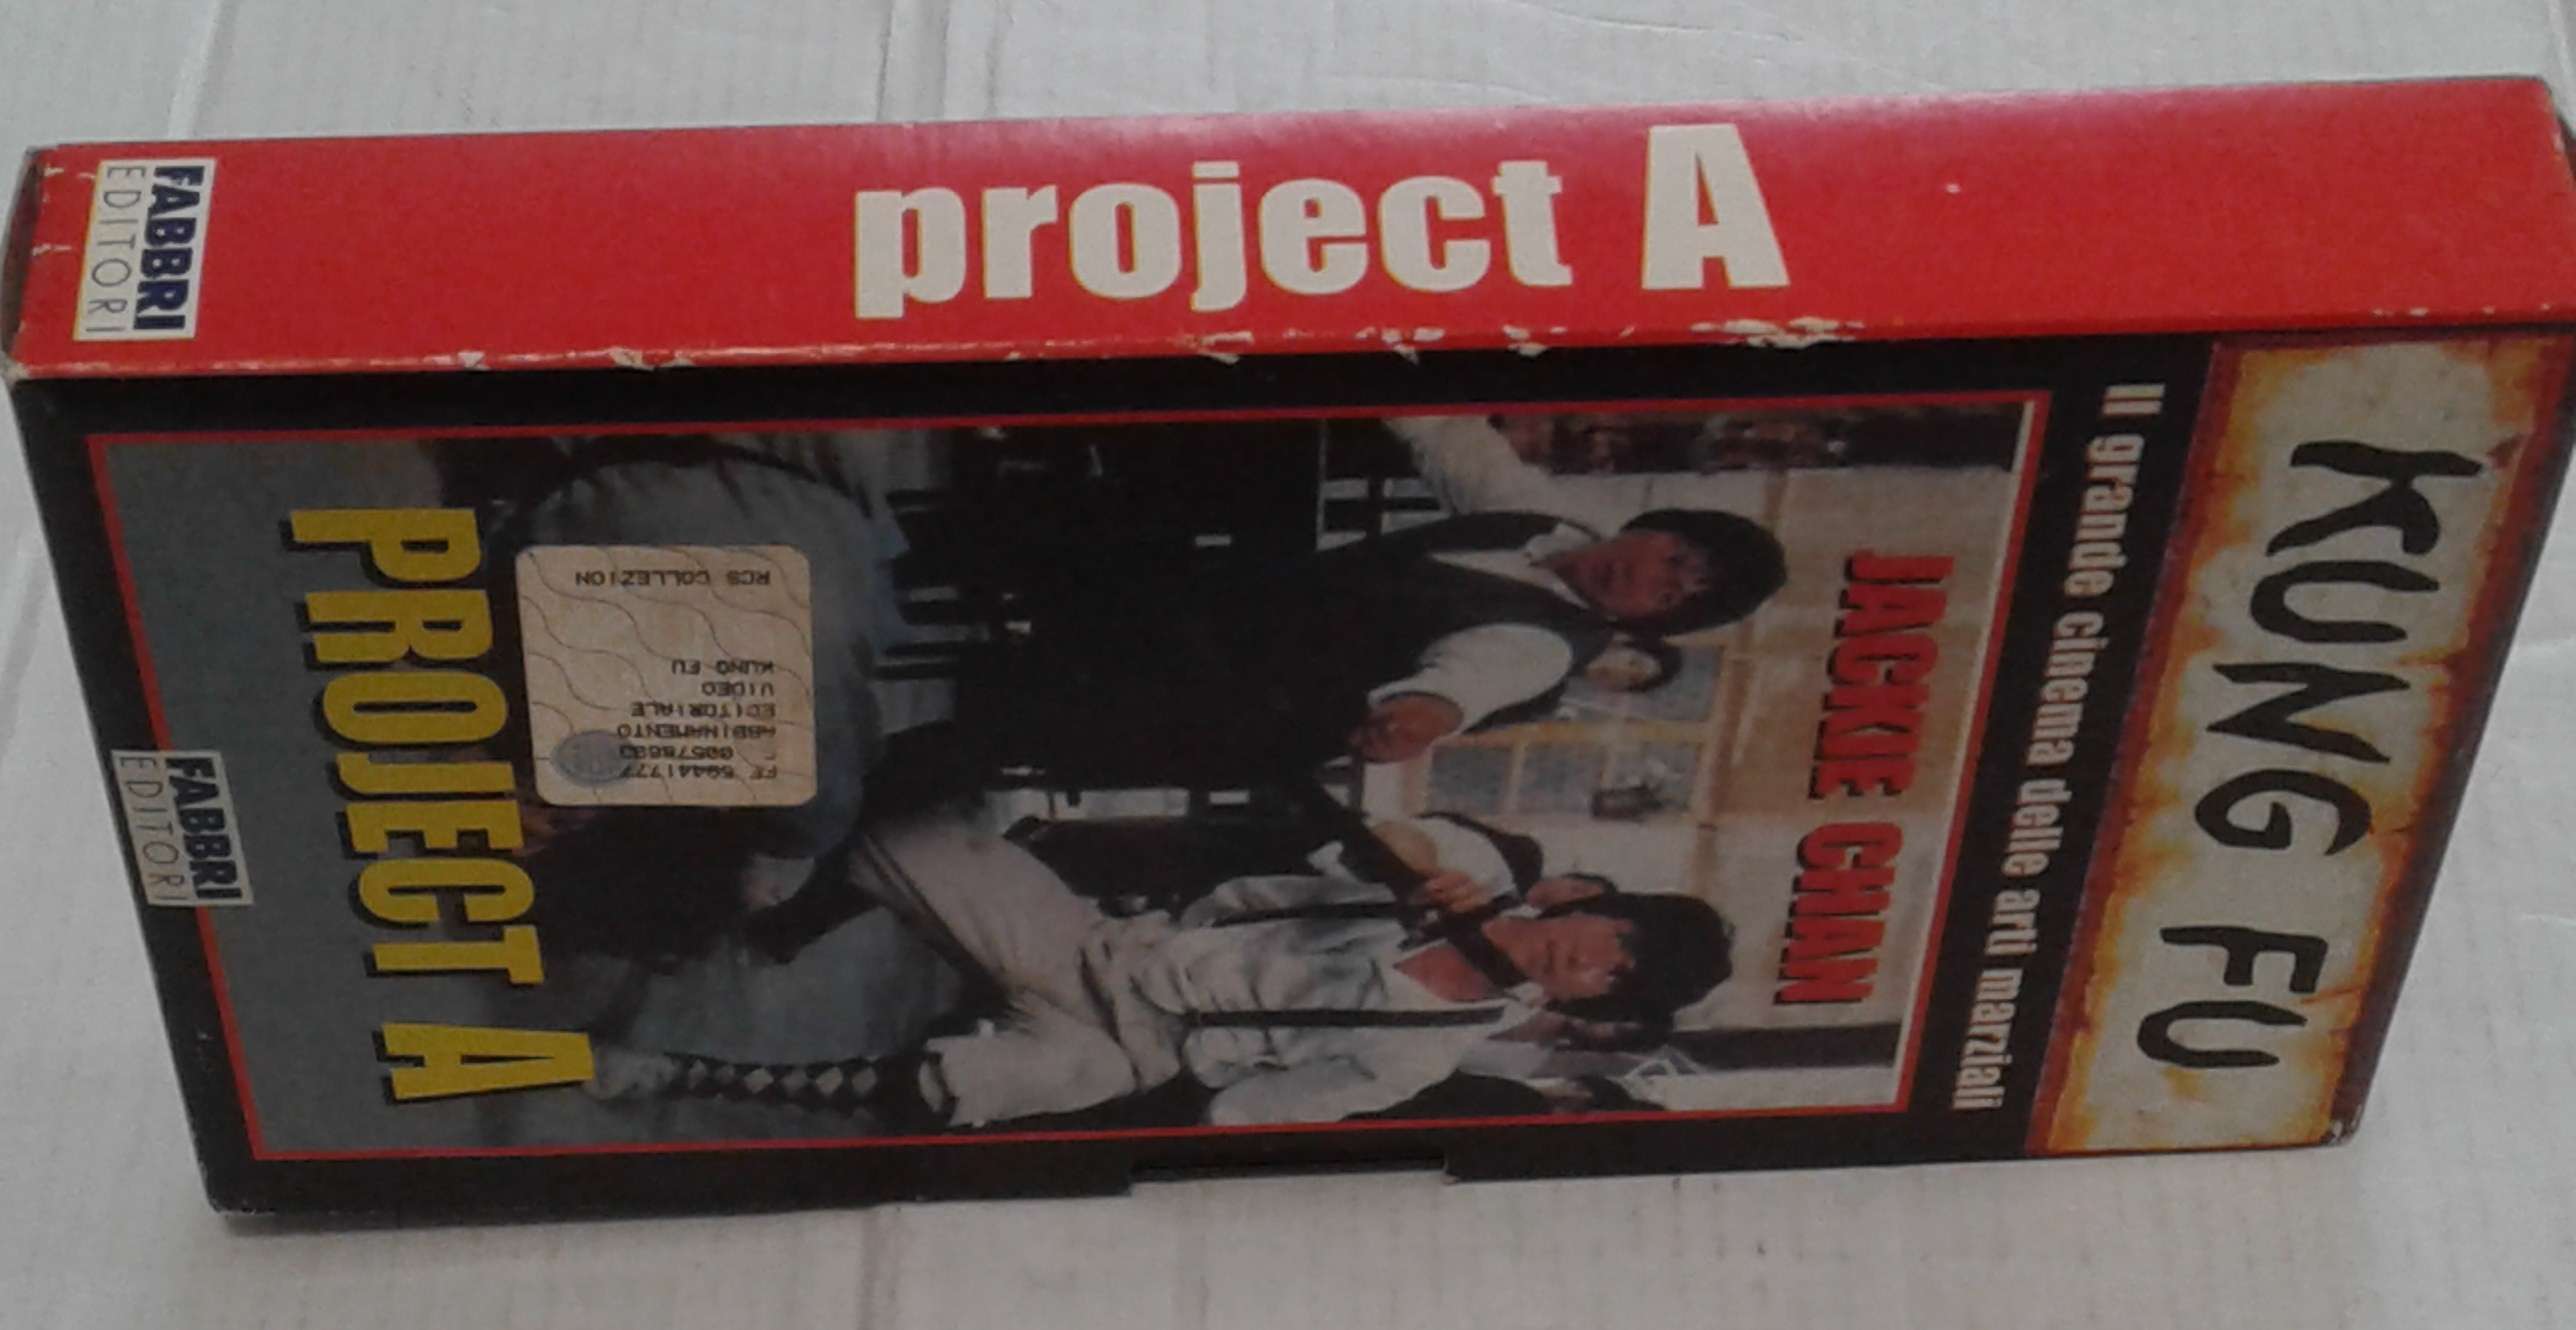 FABBRI
EDITORI
project A
KUNG FU
Il grande cinema delle arti marziali
JACKIE CHAN
PROJECT A
RCS COLLEZION
KUNG FU
VIDEO
EDITORIALE
ABBINAMENTO
FABBRI
EDITORI